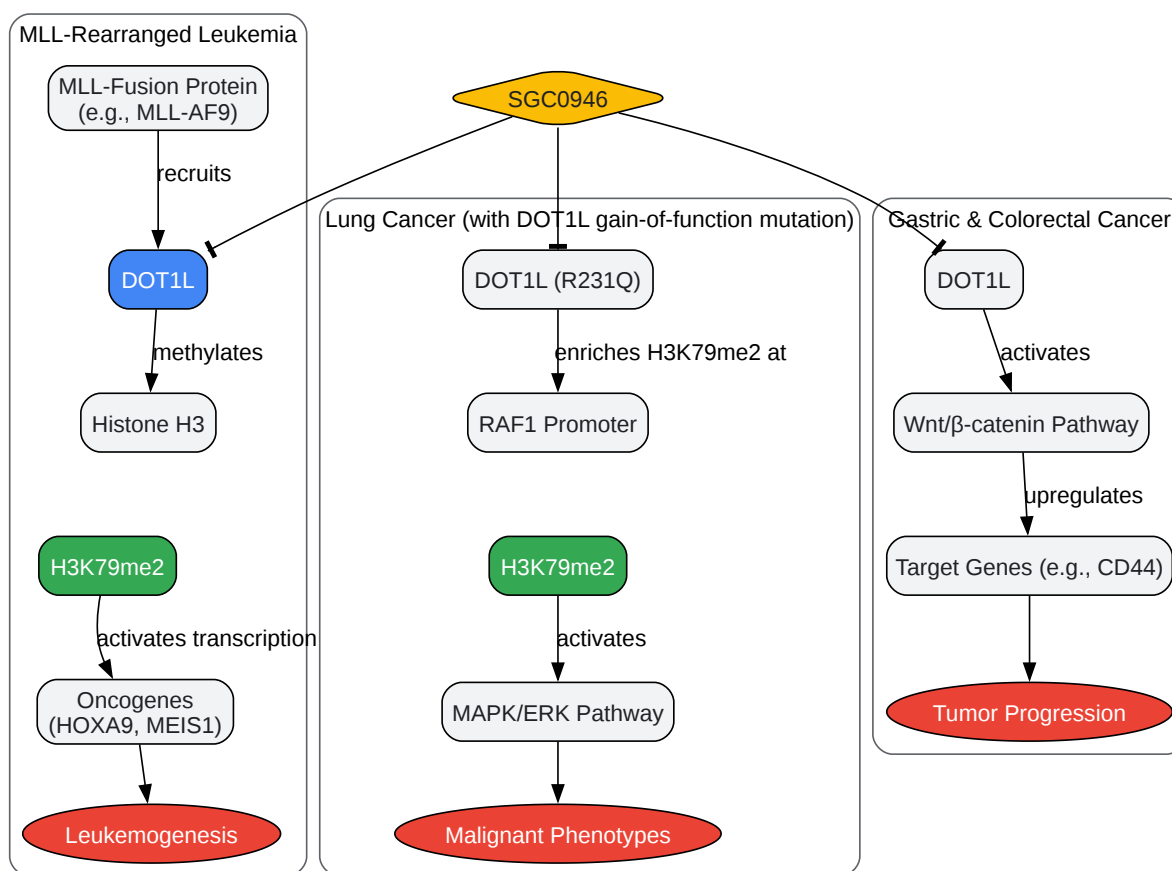 MLL-Rearranged Leukemia
MLL-Fusion Protein
(e.g., MLL-AF9)
SGC0946
recruits
Lung Cancer (with DOT1L gain-of-function mutation)
Gastric & Colorectal Cancer
DOT1L
DOT1L (R231Q)
DOT1L
methylates
enriches H3K79me2 at
activates
Histone H3
RAF1 Promoter
Wnt/β-catenin Pathway
upregulates
H3K79me2
H3K79me2
Target Genes (e.g., CD44)
activates transcription
activates
Oncogenes
(HOXA9, MEIS1)
MAPK/ERK Pathway
Tumor Progression
Leukemogenesis
Malignant Phenotypes